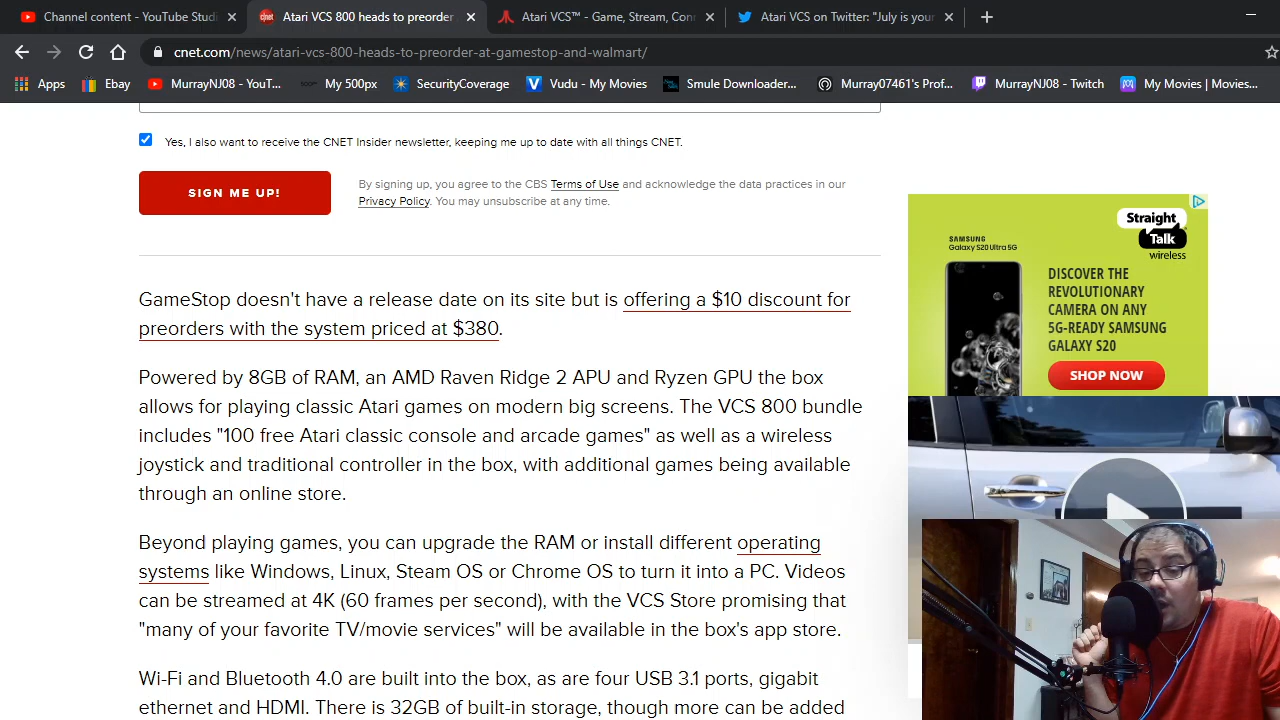 Channel content - YouTube Studi
Atari VCS 800 heads to preorder
Atari VCS™ - Game, Stream, Con
Atari VCS on Twitter: "July is your
cnet.com/news/atari-vcs-800-heads-to-preorder-at-gamestop-and-walmart/
Apps
Ebay
MurrayNJ08 - YouT...
My 500px
SecurityCoverage
Vudu - My Movies
Smule Downloader...
Murray07461's Prof...
MurrayNJ08 - Twitch
My Movies | Movies...
Yes, I also want to receive the CNET Insider newsletter, keeping me up to date with all things CNET.
SIGN ME UP!
By signing up, you agree to the CBS Terms of Use and acknowledge the data practices in our
Privacy Policy. You may unsubscribe at any time.
GameStop doesn't have a release date on its site but is offering a $10 discount for
preorders with the system priced at $380.
Powered by 8GB of RAM, an AMD Raven Ridge 2 APU and Ryzen GPU the box
allows for playing classic Atari games on modern big screens. The VCS 800 bundle
includes "100 free Atari classic console and arcade games" as well as a wireless
joystick and traditional controller in the box, with additional games being available
through an online store.
Beyond playing games, you can upgrade the RAM or install different operating
systems like Windows, Linux, Steam OS or Chrome OS to turn it into a PC. Videos
can be streamed at 4K (60 frames per second), with the VCS Store promising that
"many of your favorite TV/movie services" will be available in the box's app store.
Wi-Fi and Bluetooth 4.0 are built into the box, as are four USB 3.1 ports, gigabit
ethernet and HDMI. There is 32GB of built-in storage, though more can be added
Straight
Talk
wireless
SAMSUNG
Galaxy S20 Ultra 5G
DISCOVER THE
REVOLUTIONARY
CAMERA ON ANY
5G-READY SAMSUNG
GALAXY S20
SHOP NOW